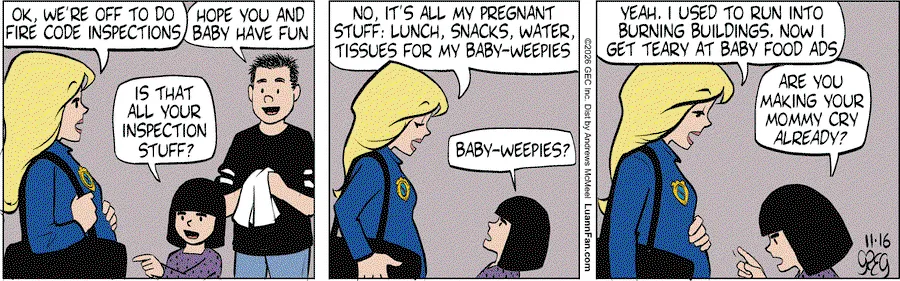 OK, WE'RE OFF TO DO
FIRE CODE INSPECTIONS
HOPE YOU AND
BABY HAVE FUN
IS THAT
ALL YOUR
INSPECTION
STUFF?
NO, IT'S ALL MY PREGNANT
STUFF: LUNCH, SNACKS, WATER,
TISSUES FOR MY BABY-WEEPIES
BABY-WEEPIES?
©2026 GEC Inc. Dist by Andrews McMeel LuannFan.com
YEAH. I USED TO RUN INTO
BURNING BUILDINGS. NOW I
GET TEARY AT BABY FOOD ADS
ARE YOU
MAKING YOUR
MOMMY CRY
ALREADY?
11·16